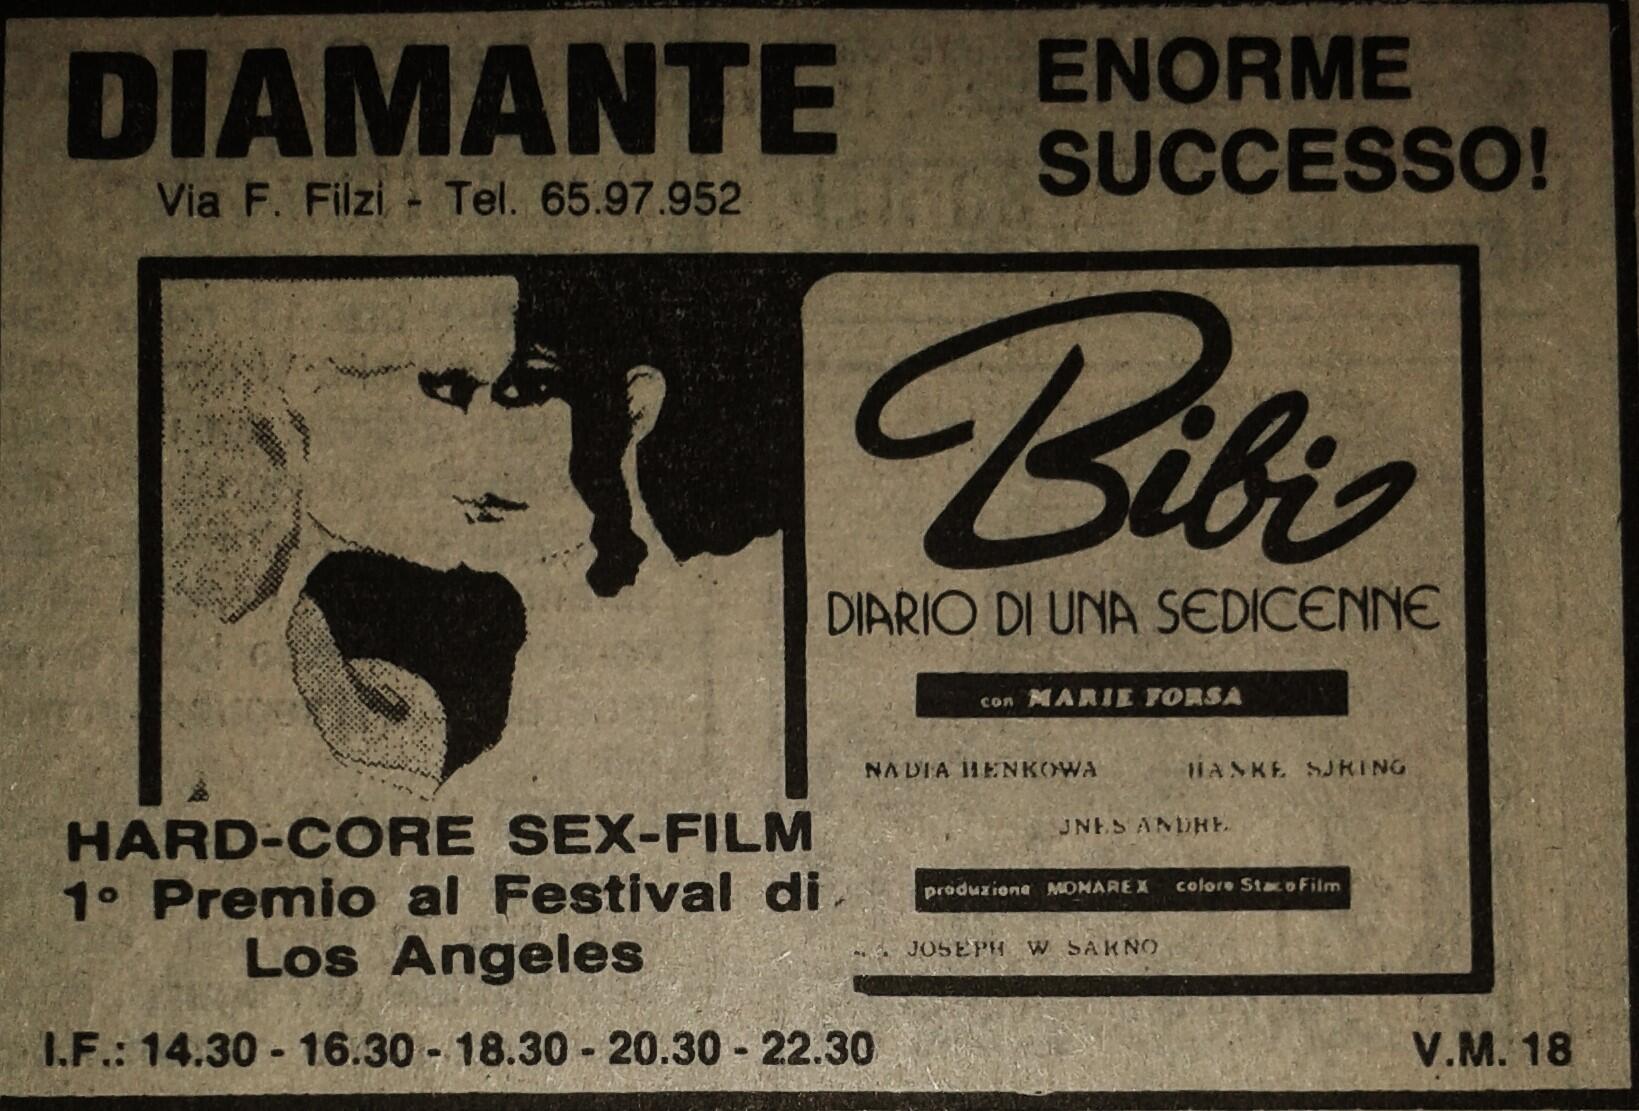 DIAMANTE
Via F. Filzi - Tel. 65.97.952
ENORME
SUCCESSO!
Bibi
DIARIO DI UNA SEDICENNE
con MARIE FORSA
NADIA HENKOWA HANKE SJRING
JNES ANDRE
produzione MONAREX colore StacoFilm
JOSEPH W SARNO
HARD-CORE SEX-FILM
1° Premio al Festival di
Los Angeles
I.F.: 14.30 - 16.30 - 18.30 - 20.30 - 22.30
V.M. 18